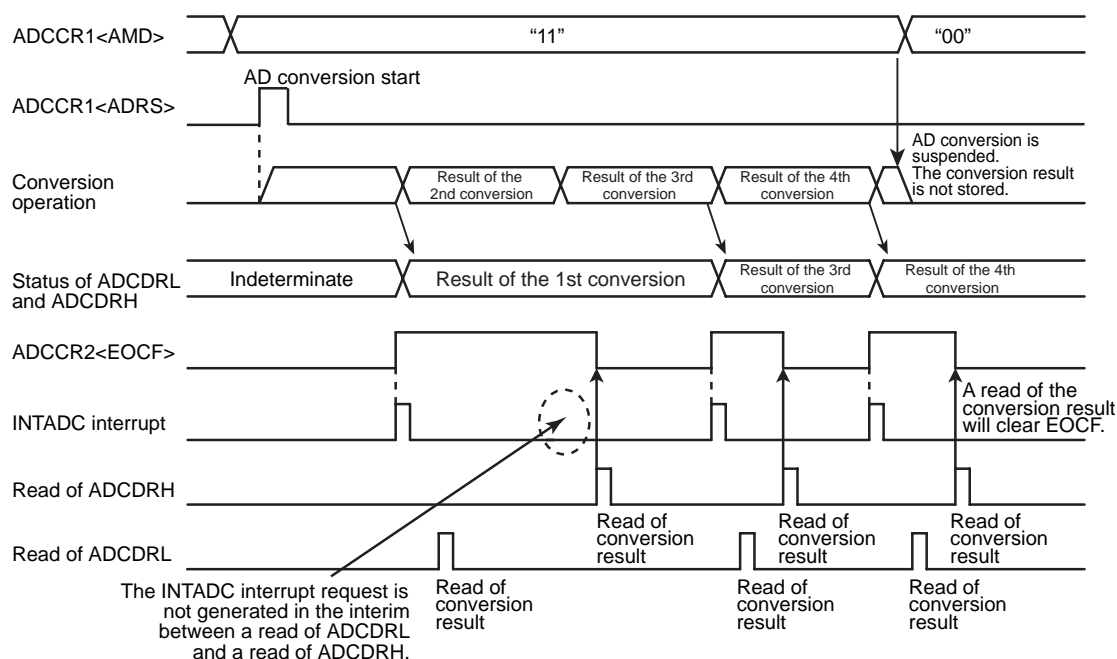 ADCCR1<AMD>
"11"
"00"
AD conversion start
ADCCR1<ADRS>
AD conversion is
suspended.
The conversion result
is not stored.
Conversion
operation
Result of the
2nd conversion
Result of the 3rd
conversion
Result of the 4th
conversion
Status of ADCDRL
and ADCDRH
Indeterminate
Result of the 1st conversion
Result of the 3rd
conversion
Result of the 4th
conversion
ADCCR2<EOCF>
A read of the
conversion result
will clear EOCF.
INTADC interrupt
Read of ADCDRH
Read of
conversion
result
Read of
conversion
result
Read of
conversion
result
Read of ADCDRL
Read of
conversion
result
Read of
conversion
result
Read of
conversion
result
The INTADC interrupt request is
not generated in the interim
between a read of ADCDRL
and a read of ADCDRH.